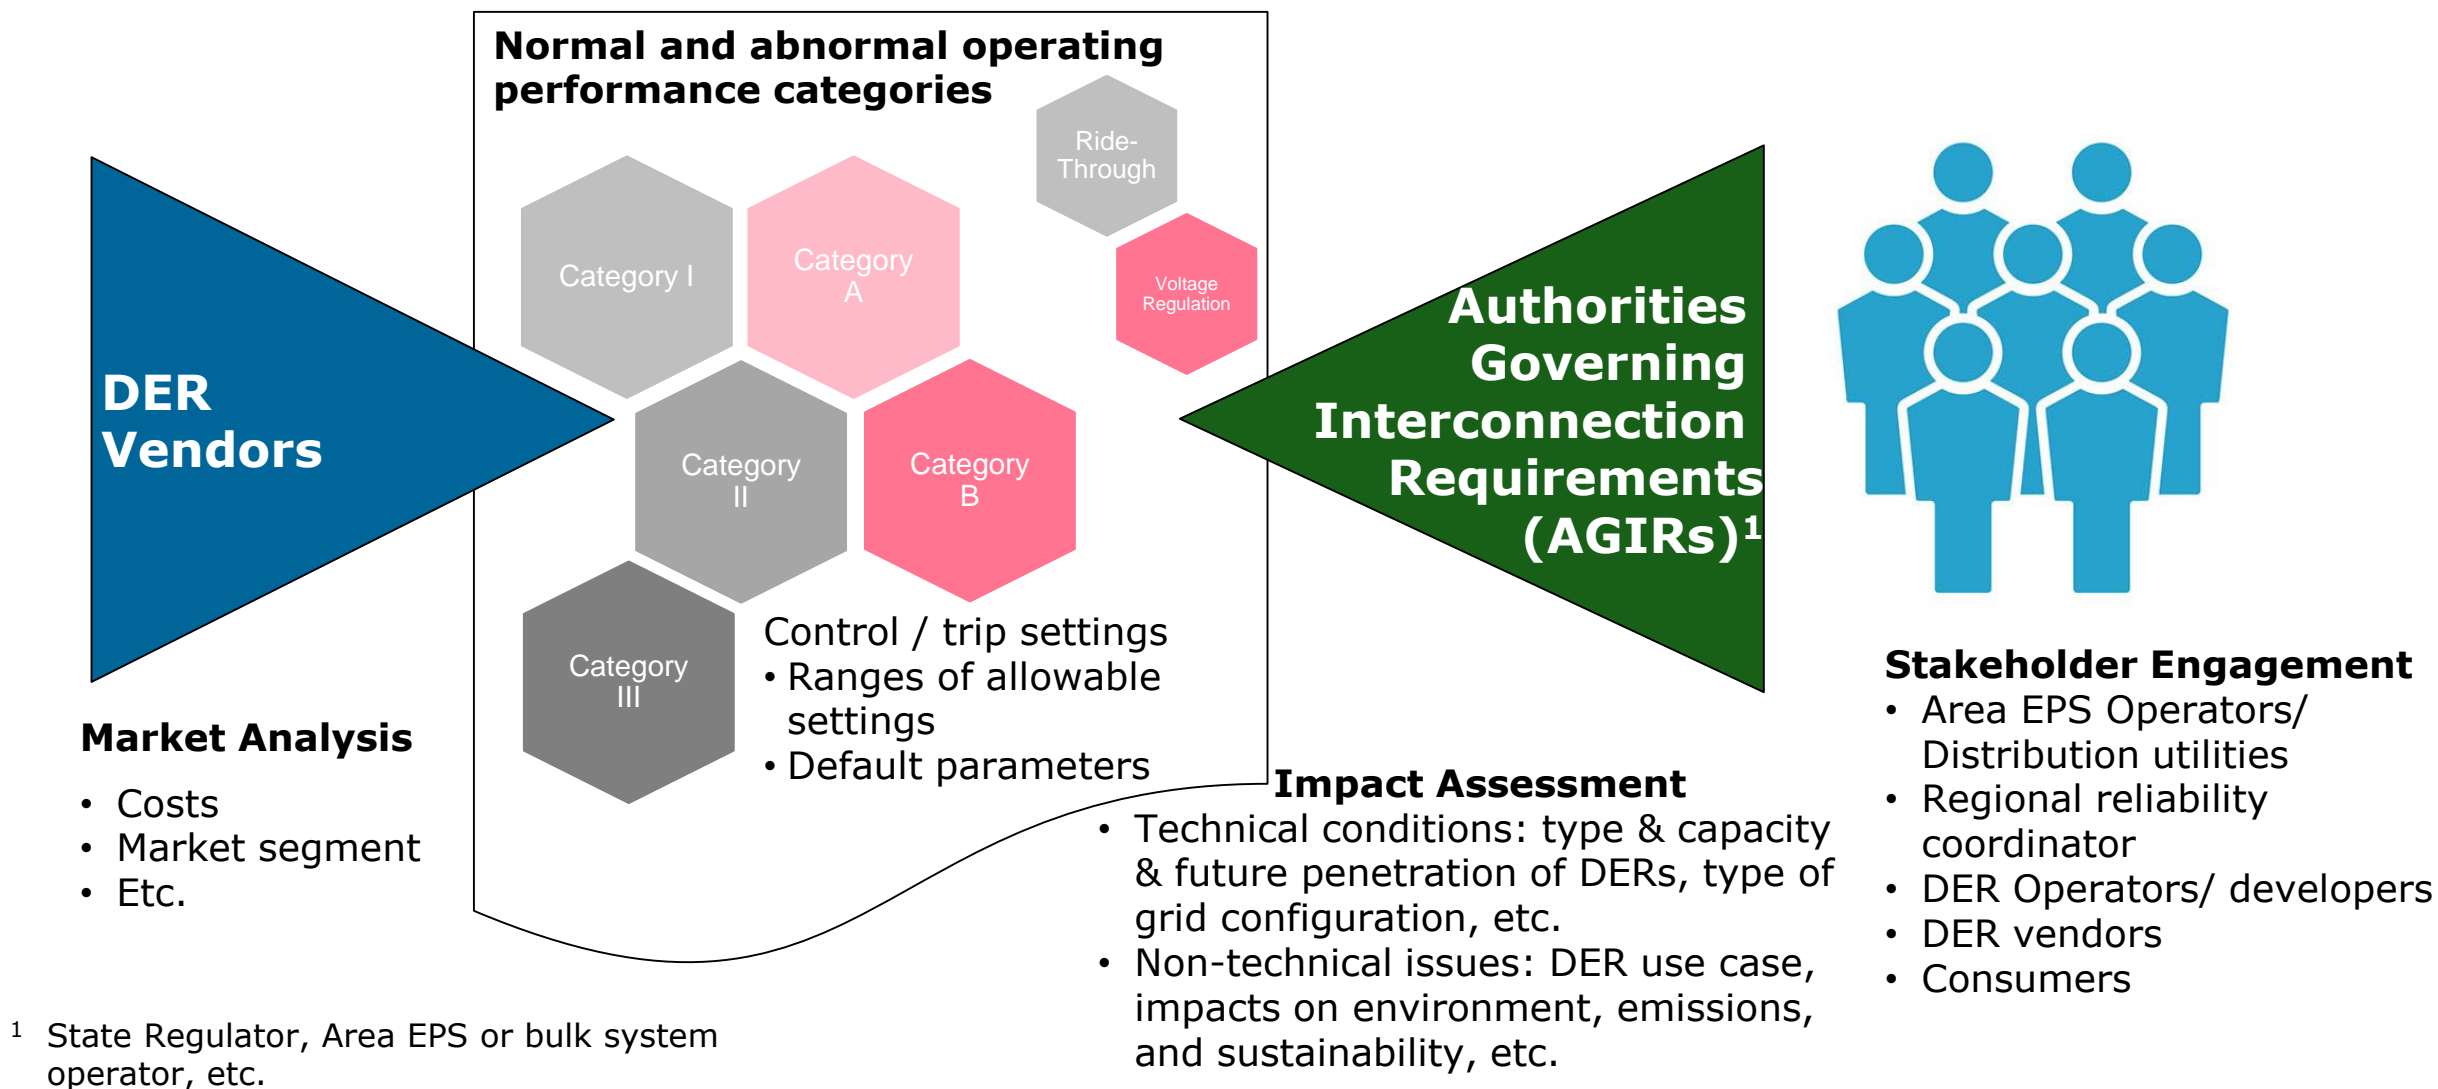 Normal and abnormal operating
performance categories
Ride-
Through
Voltage
Regulation
Category I
Category
A
Category
II
Category
B
Category
III
Control / trip settings
• Ranges of allowable
settings
• Default parameters
DER
Vendors
Market Analysis
• Costs
• Market segment
• Etc.
Authorities
Governing
Interconnection
Requirements
(AGIRs)¹
Impact Assessment
• Technical conditions: type & capacity
& future penetration of DERs, type of
grid configuration, etc.
• Non-technical issues: DER use case,
impacts on environment, emissions,
and sustainability, etc.
Stakeholder Engagement
• Area EPS Operators/
Distribution utilities
• Regional reliability
coordinator
• DER Operators/ developers
• DER vendors
• Consumers
¹ State Regulator, Area EPS or bulk system
operator, etc.